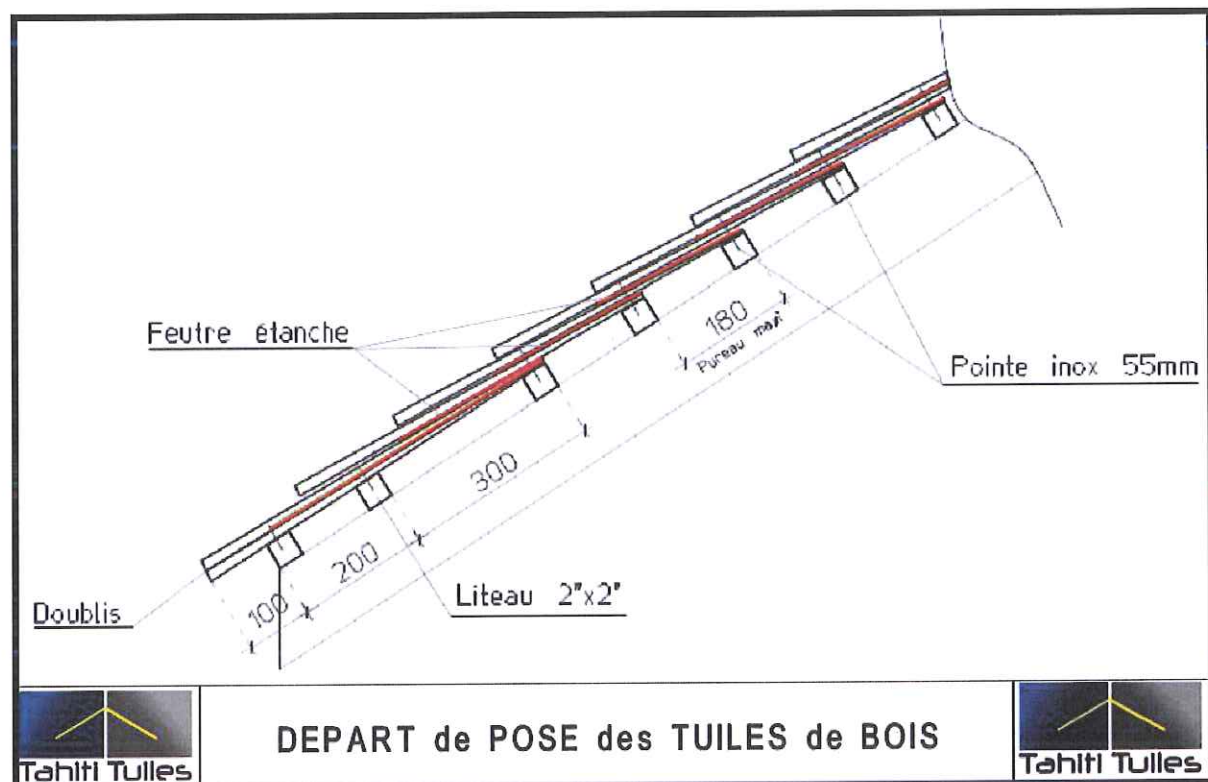 Feutre étanche
180
Pureau maxi
Pointe inox 55mm
300
200
100
Liteau 2"x2"
Doublis
DEPART de POSE des TUILES de BOIS
Tahiti Tuiles
Tahiti Tuiles